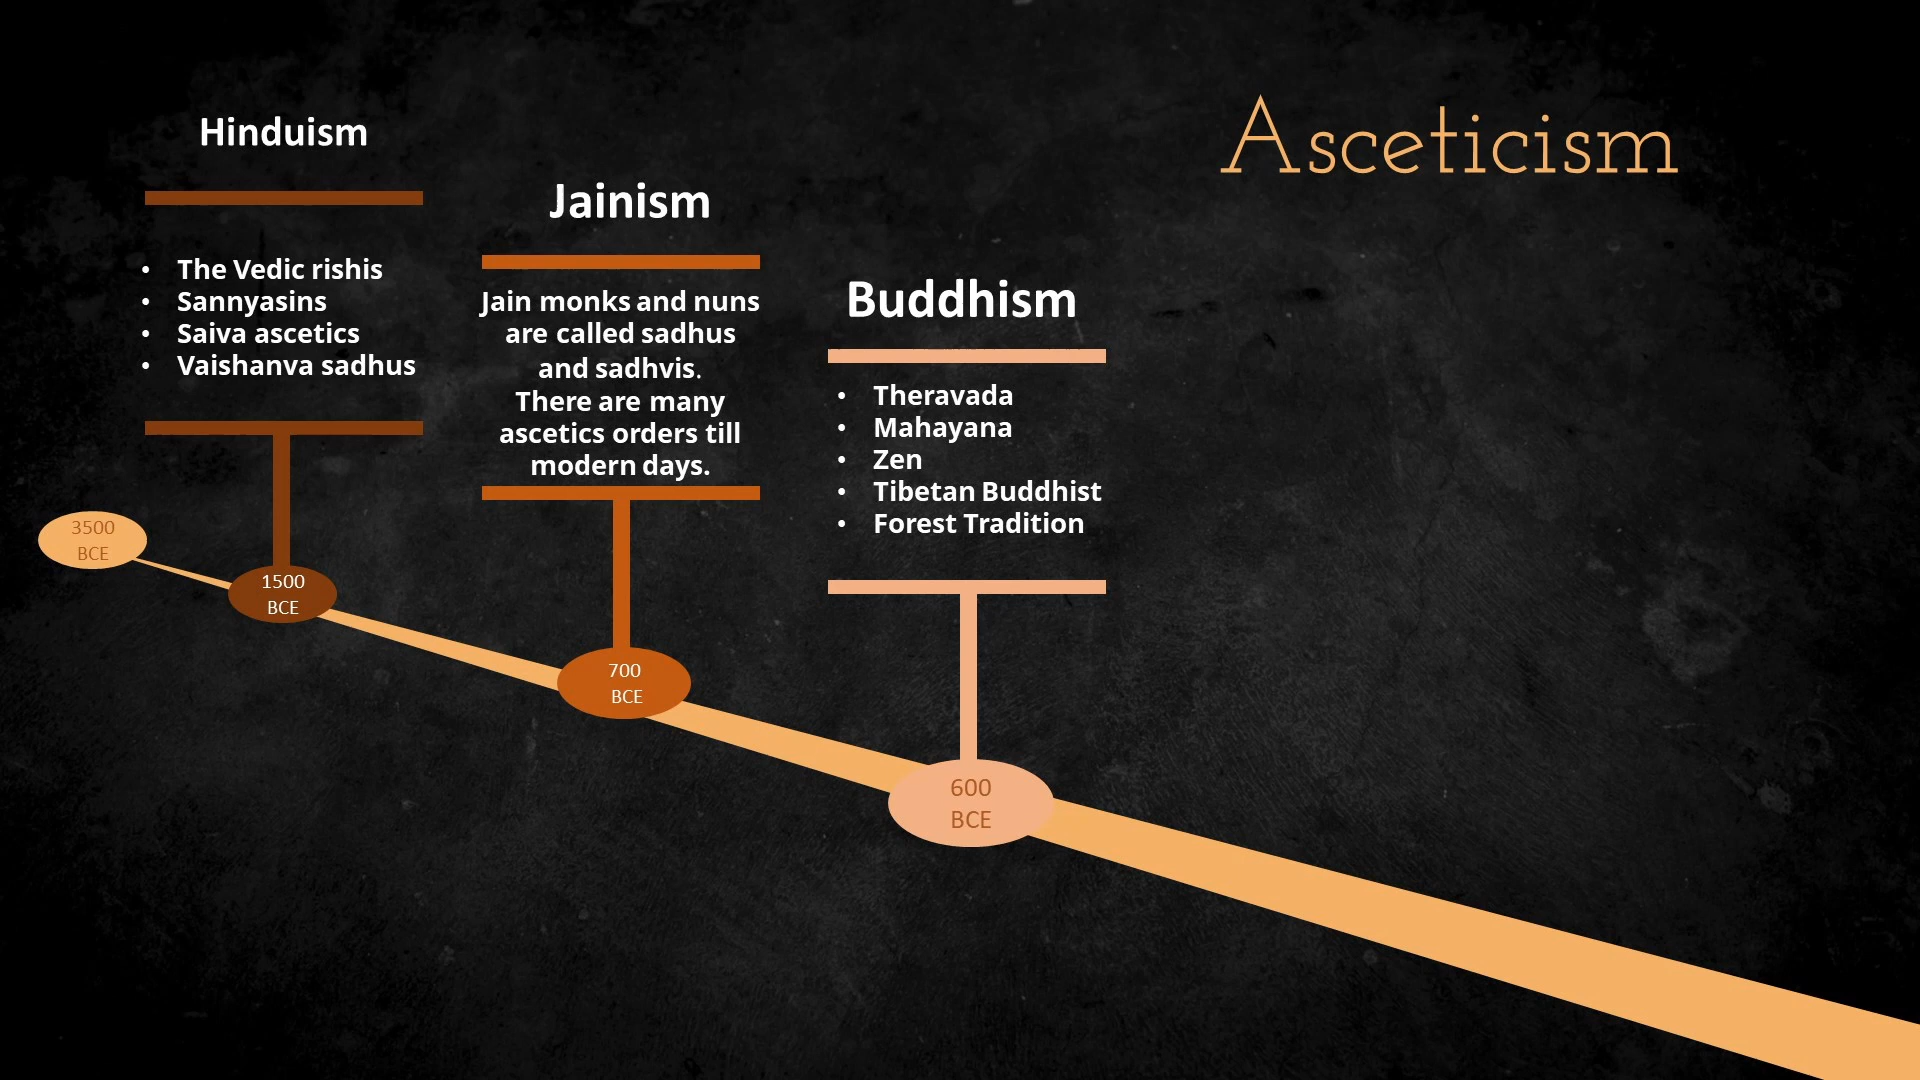 Asceticism
Hinduism
• The Vedic rishis
• Sannyasins
• Saiva ascetics
• Vaishanva sadhus
Jainism
Jain monks and nuns
are called sadhus
and sadhvis.
There are many
ascetics orders till
modern days.
Buddhism
• Theravada
• Mahayana
• Zen
• Tibetan Buddhist
• Forest Tradition
3500
BCE
1500
BCE
700
BCE
600
BCE